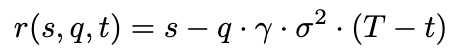 r(s, q, t) = s − q · γ · σ² · (T − t)